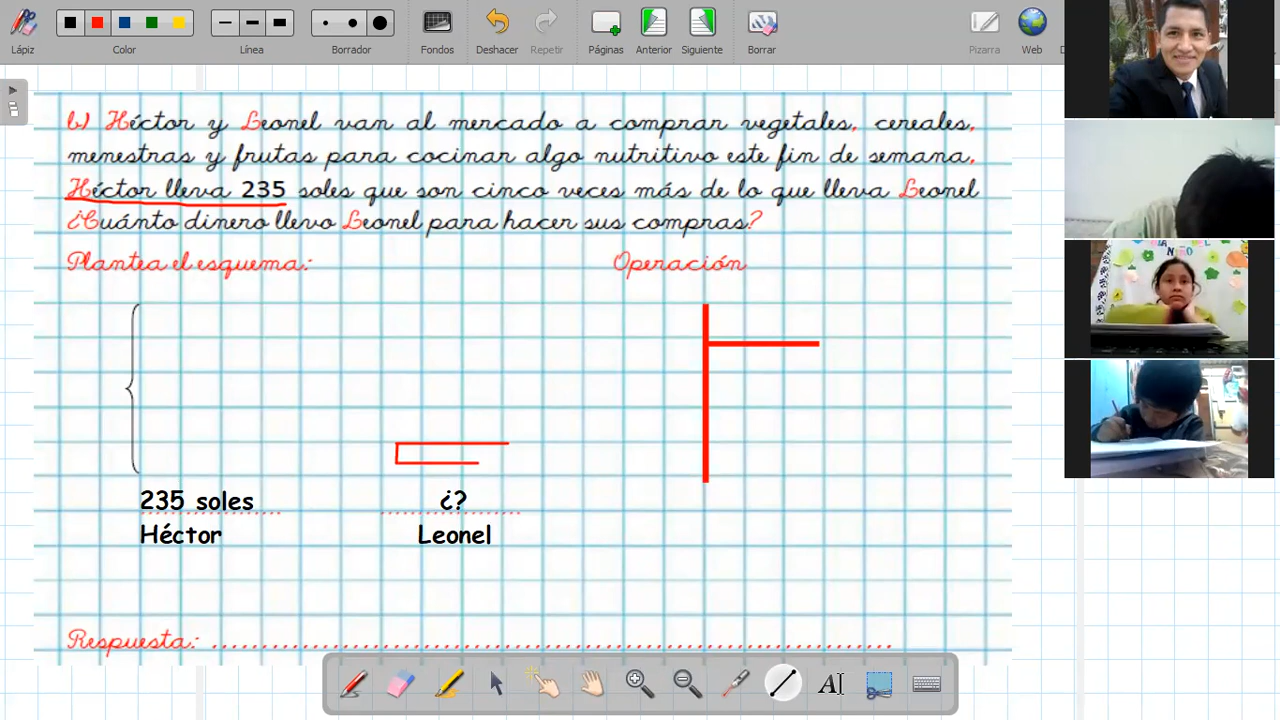 Lápiz
Color
Línea
Borrador
Fondos
Deshacer
Repetir
Páginas
Anterior
Siguiente
Borrar
Pizarra
Web
b) Héctor y Leonel van al mercado a comprar vegetales, cereales,
menestras y frutas para cocinar algo nutritivo este fin de semana,
Héctor lleva 235 soles que son cinco veces más de lo que lleva Leonel
¿Cuánto dinero llevo Leonel para hacer sus compras?
Plantea el esquema:
Operación
235 soles
¿?
Héctor
Leonel
Respuesta: